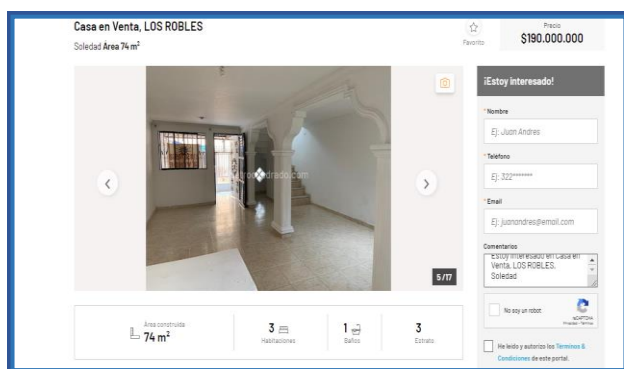 Casa en Venta, LOS ROBLES
Soledad Area 74 m²
Favorito
Precio
$190.000.000
5/17
Area construida
74 m²
3
Habitaciones
1
Baños
3
Estrato
¡Estoy interesado!
* Nombre
Ej: Juan Andres
* Teléfono
Ej: 322*******
* Email
Ej: juanandres@email.com
Comentarios
Estoy interesado en Casa en
Venta, LOS ROBLES,
Soledad
No soy un robot
reCAPTCHA
Privacidad - Términos
He leído y autorizo los Términos &
Condiciones de este portal.